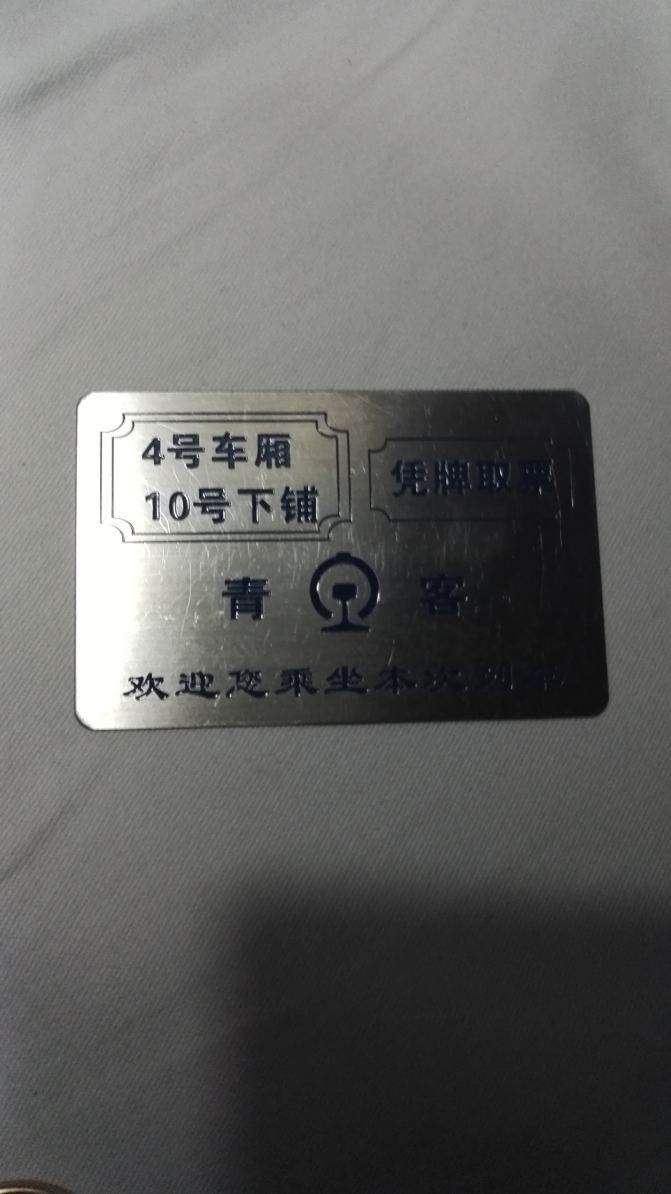 4号车厢
10号下铺
凭牌取票
青 客
欢迎您乘坐本次列车